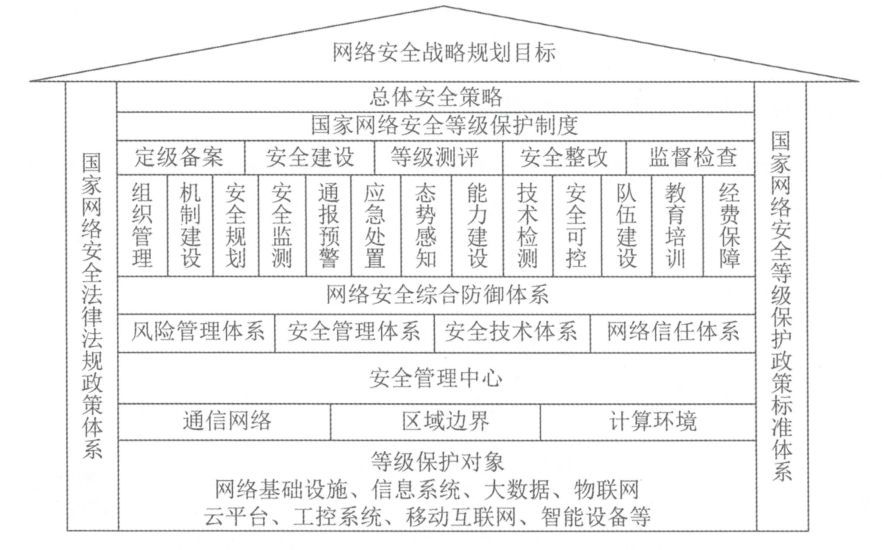 网络安全战略规划目标
总体安全策略
国家网络安全等级保护制度
定级备案 安全建设 等级测评 安全整改 监督检查
组织管理 机制建设 安全规划 安全监测 通报预警 应急处置 态势感知 能力建设 技术检测 安全可控 队伍建设 教育培训 经费保障
网络安全综合防御体系
风险管理体系 安全管理体系 安全技术体系 网络信任体系
安全管理中心
通信网络 区域边界 计算环境
等级保护对象
网络基础设施、信息系统、大数据、物联网
云平台、工控系统、移动互联网、智能设备等
国家网络安全法律法规政策体系
国家网络安全等级保护政策标准体系